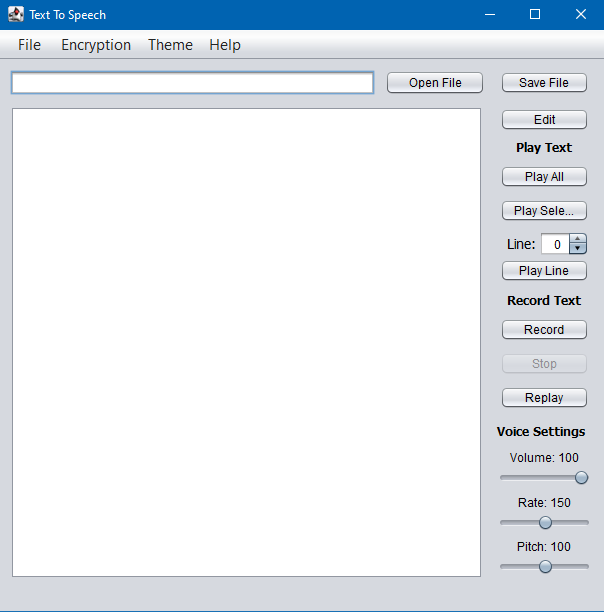 Text To Speech
File Encryption Theme Help
Open File Save File
Edit
Play Text
Play All
Play Sele...
Line: 0
Play Line
Record Text
Record
Stop
Replay
Voice Settings
Volume: 100
Rate: 150
Pitch: 100